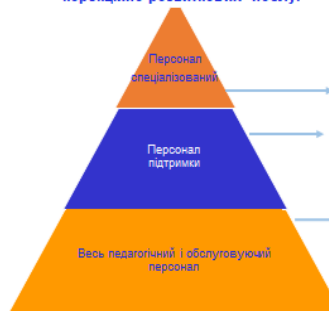 Персонал
спеціалізований
Персонал
підтримки
Весь педагогічний і обслуговуючий
персонал